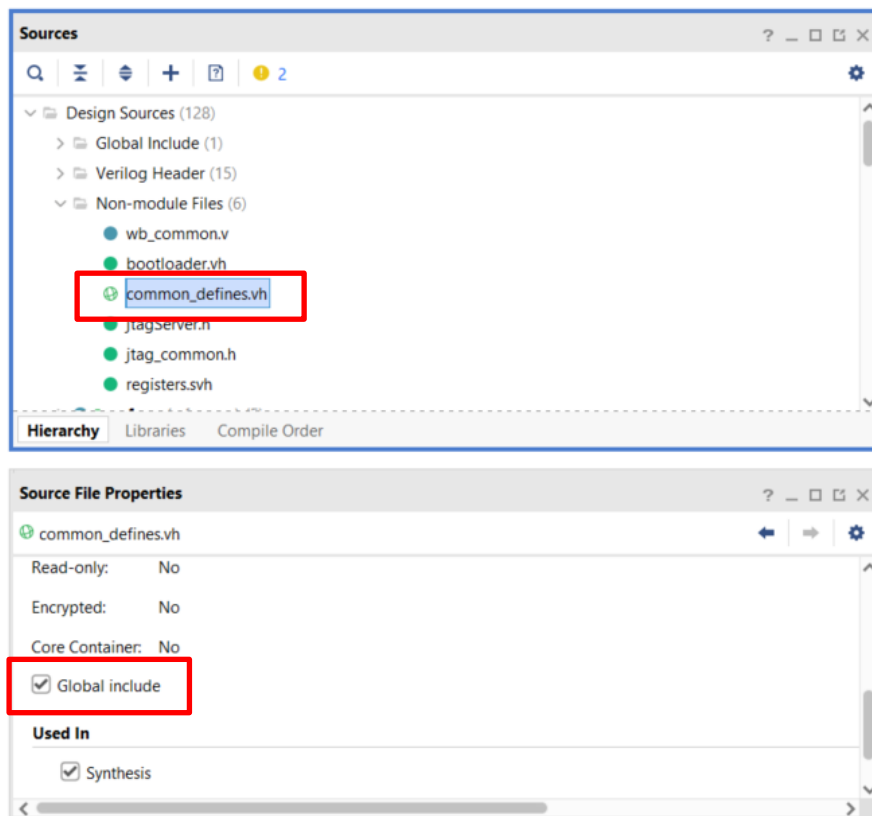 Sources
2
Design Sources (128)
Global Include (1)
Verilog Header (15)
Non-module Files (6)
wb_common.v
bootloader.vh
common_defines.vh
jtagServer.h
jtag_common.h
registers.svh
Hierarchy Libraries Compile Order
Source File Properties
common_defines.vh
Read-only: No
Encrypted: No
Core Container: No
Global include
Used In
Synthesis